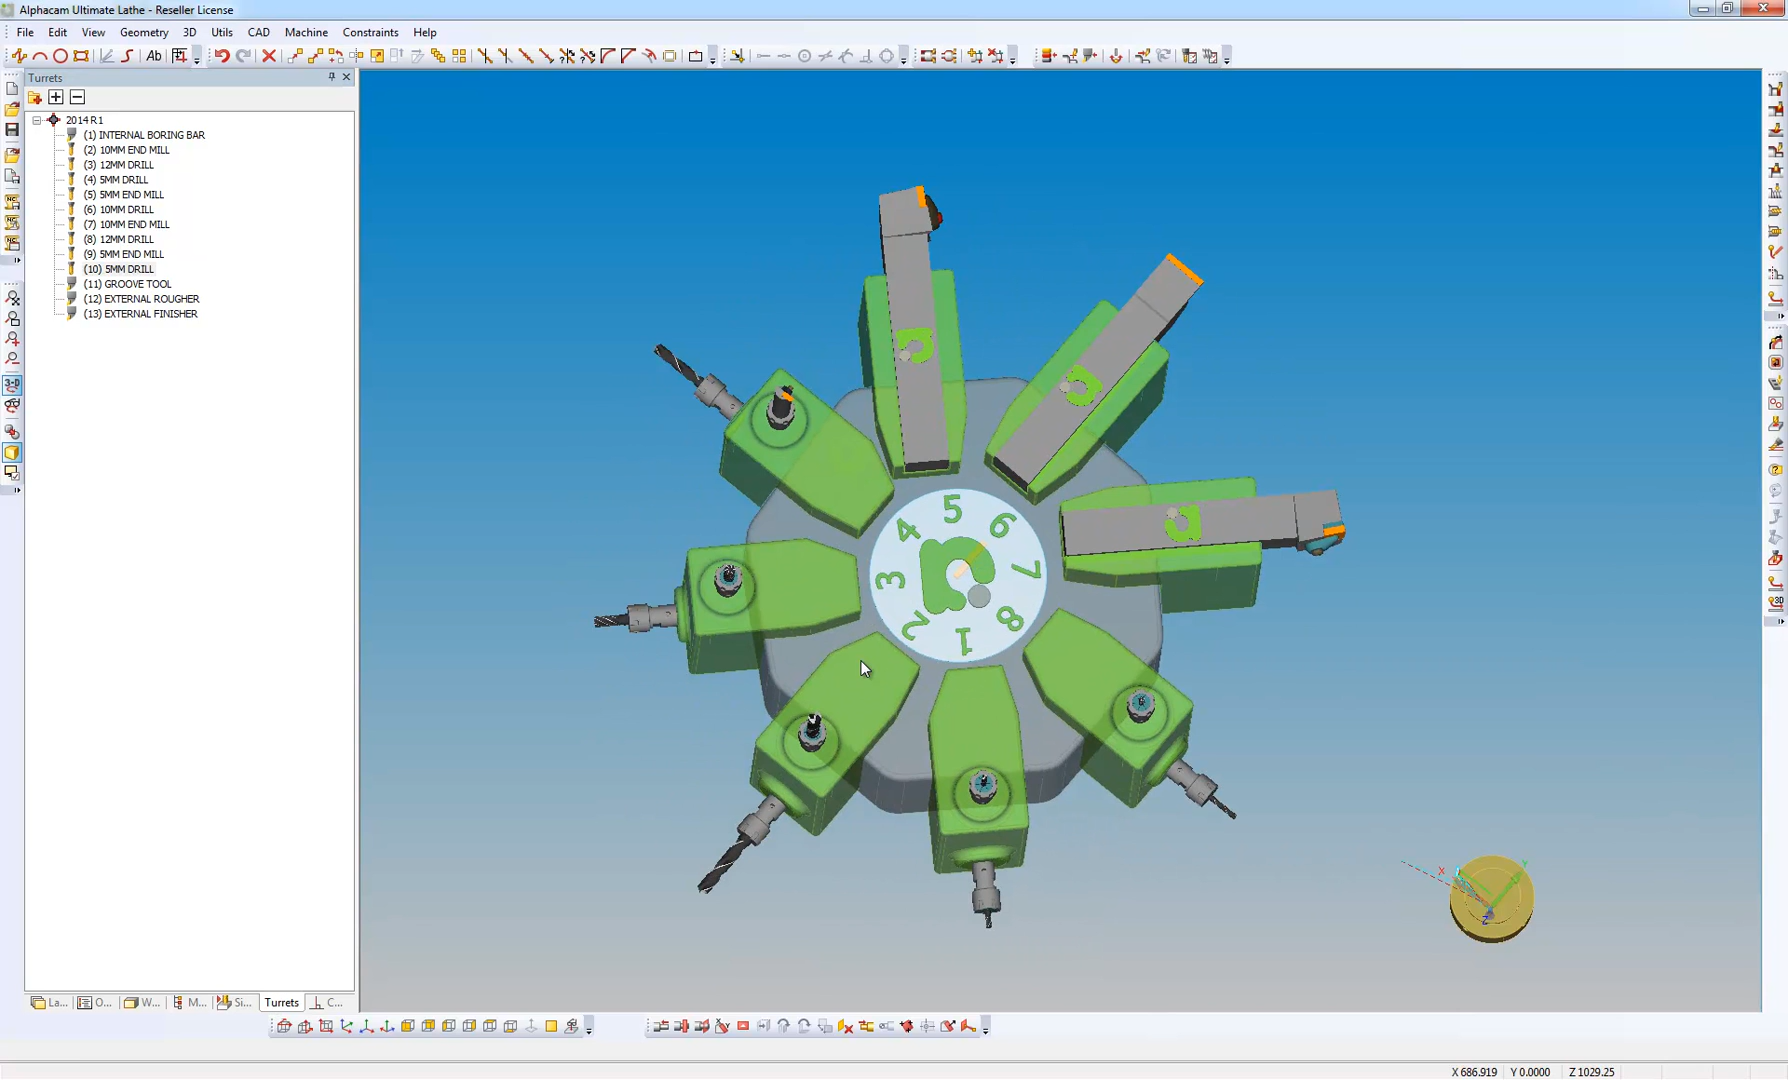 Alphacam Ultimate Lathe - Reseller License
File Edit View Geometry 3D Utils CAD Machine Constraints Help
Ab
Turrets
2014 R1
(1) INTERNAL BORING BAR
(2) 10MM END MILL
(3) 12MM DRILL
(4) 5MM DRILL
(5) 5MM END MILL
(6) 10MM DRILL
(7) 10MM END MILL
(8) 12MM DRILL
(9) 5MM END MILL
(10) 5MM DRILL
(11) GROOVE TOOL
(12) EXTERNAL ROUGHER
(13) EXTERNAL FINISHER
5
4 6
3 7
2 8
1
X Y
Z
La... O... W... M... Si... Turrets C...
X 686.919 Y 0.0000 Z 1029.25